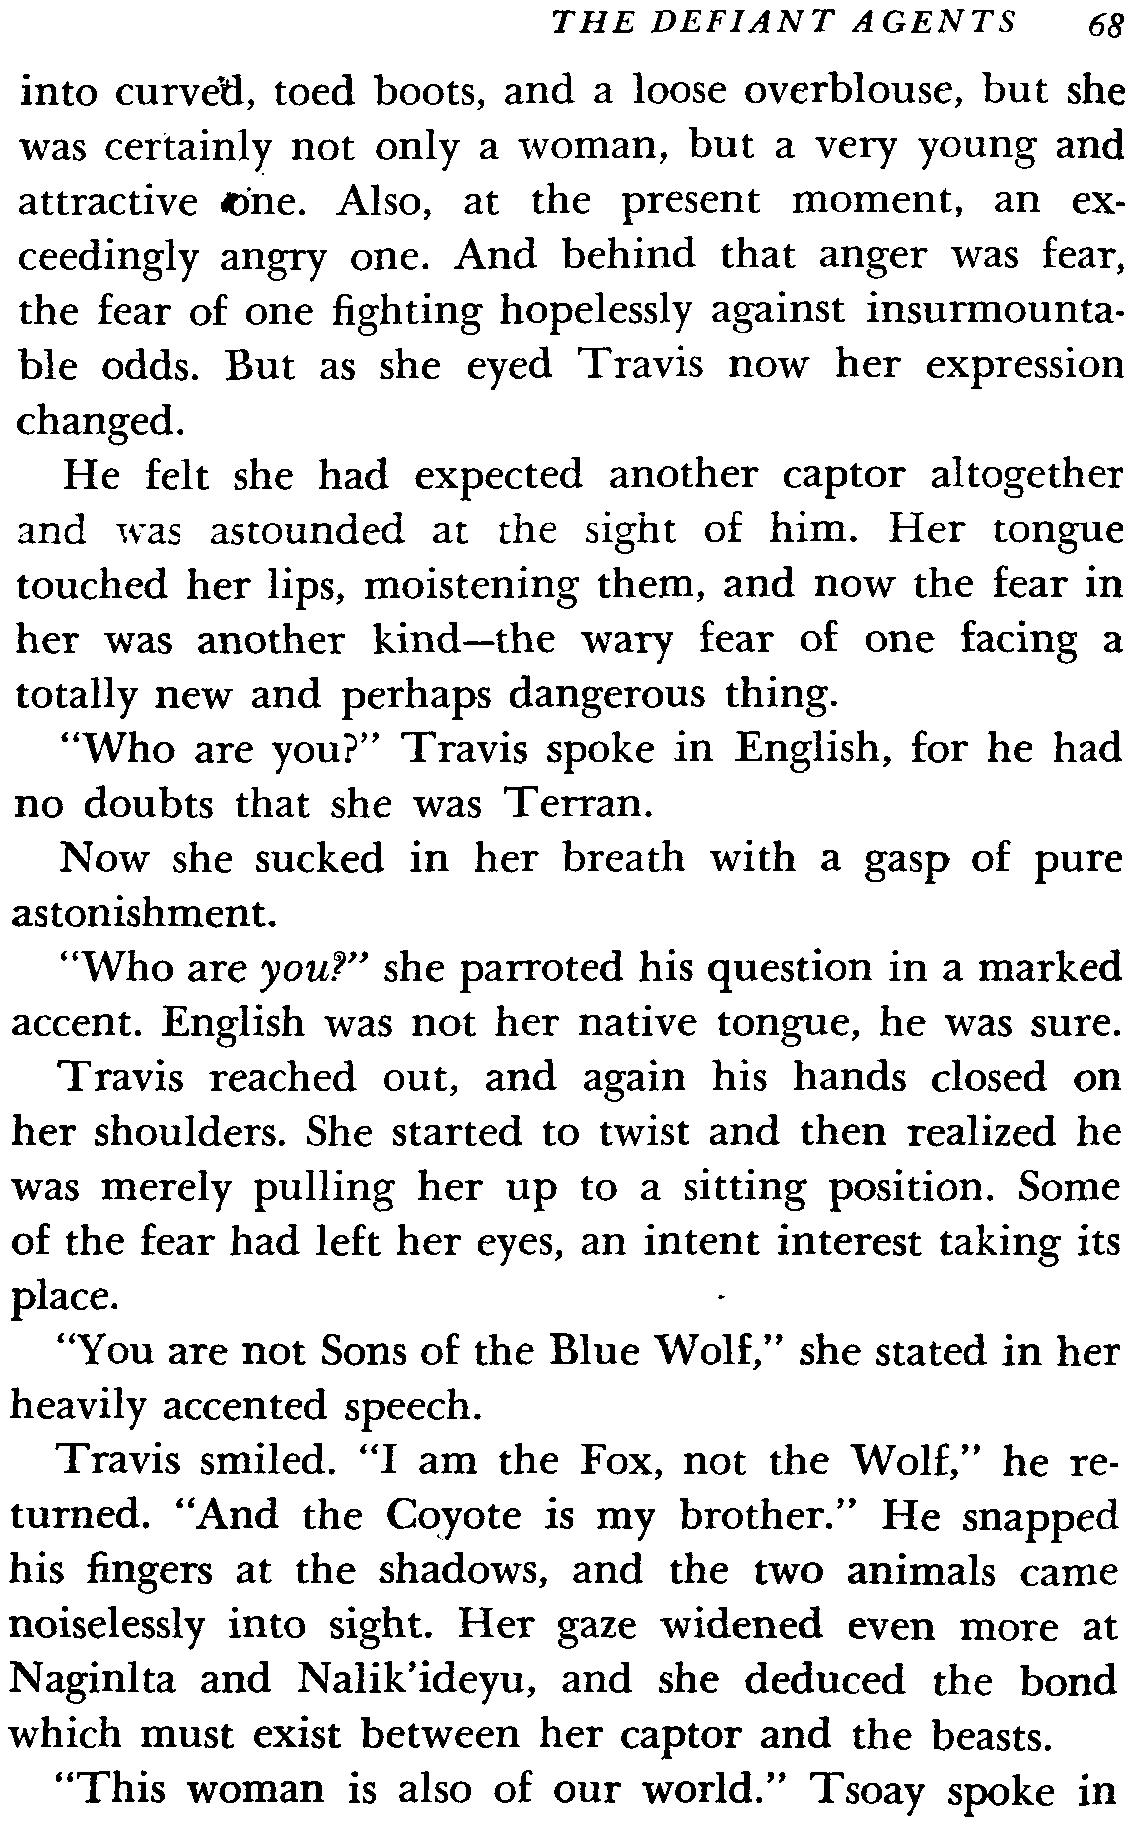 THE DEFIANT AGENTS 68
into curved, toed boots, and a loose overblouse, but she
was certainly not only a woman, but a very young and
attractive one. Also, at the present moment, an ex-
ceedingly angry one. And behind that anger was fear,
the fear of one fighting hopelessly against insurmounta-
ble odds. But as she eyed Travis now her expression
changed.
He felt she had expected another captor altogether
and was astounded at the sight of him. Her tongue
touched her lips, moistening them, and now the fear in
her was another kind—the wary fear of one facing a
totally new and perhaps dangerous thing.
"Who are you?" Travis spoke in English, for he had
no doubts that she was Terran.
Now she sucked in her breath with a gasp of pure
astonishment.
"Who are you?" she parroted his question in a marked
accent. English was not her native tongue, he was sure.
Travis reached out, and again his hands closed on
her shoulders. She started to twist and then realized he
was merely pulling her up to a sitting position. Some
of the fear had left her eyes, an intent interest taking its
place.
"You are not Sons of the Blue Wolf," she stated in her
heavily accented speech.
Travis smiled. "I am the Fox, not the Wolf," he re-
turned. "And the Coyote is my brother." He snapped
his fingers at the shadows, and the two animals came
noiselessly into sight. Her gaze widened even more at
Naginlta and Nalik'ideyu, and she deduced the bond
which must exist between her captor and the beasts.
"This woman is also of our world." Tsoay spoke in